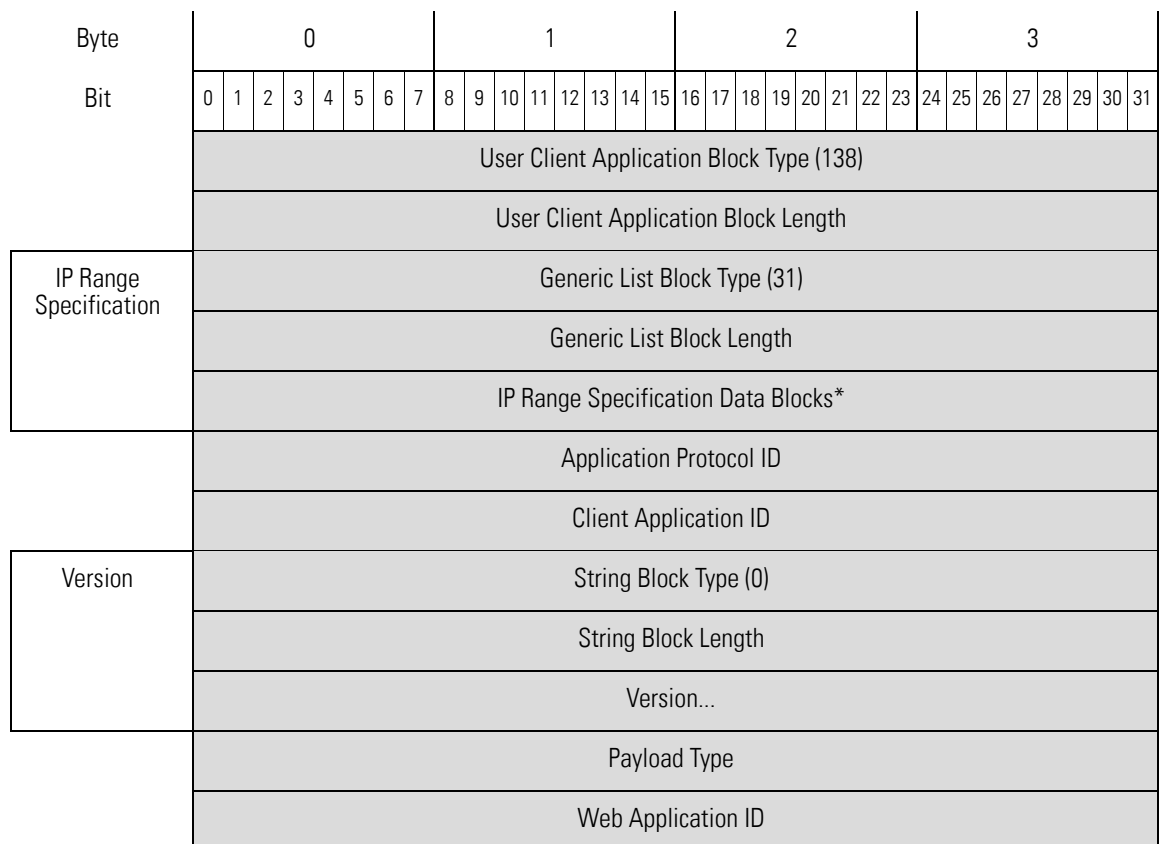 Byte 0 1 2 3
Bit 0 1 2 3 4 5 6 7 8 9 10 11 12 13 14 15 16 17 18 19 20 21 22 23 24 25 26 27 28 29 30 31
User Client Application Block Type (138)
User Client Application Block Length
IP Range
Specification
Generic List Block Type (31)
Generic List Block Length
IP Range Specification Data Blocks*
Application Protocol ID
Client Application ID
Version
String Block Type (0)
String Block Length
Version...
Payload Type
Web Application ID